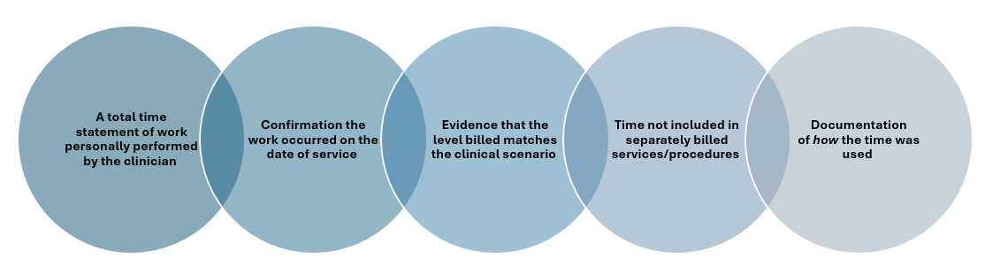 A total time
statement of work
personally performed
by the clinician
Confirmation the
work occurred on the
date of service
Evidence that the
level billed matches
the clinical scenario
Time not included in
separately billed
services/procedures
Documentation
of how the time was
used